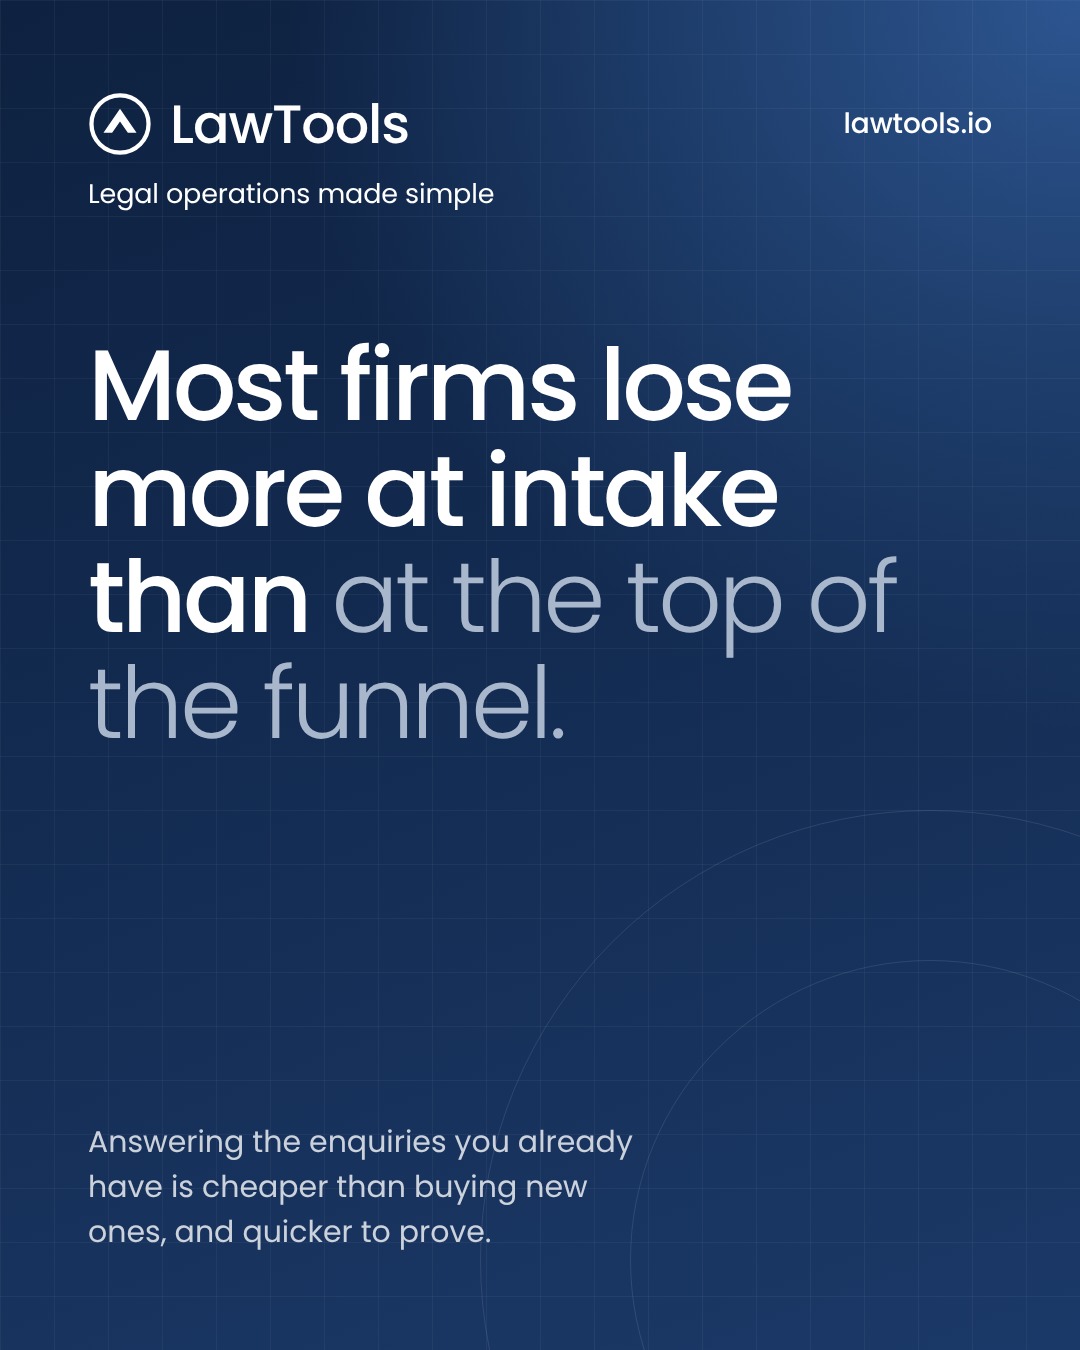 LawTools
lawtools.io
Legal operations made simple
Most firms lose
more at intake
than at the top of
the funnel.
Answering the enquiries you already
have is cheaper than buying new
ones, and quicker to prove.